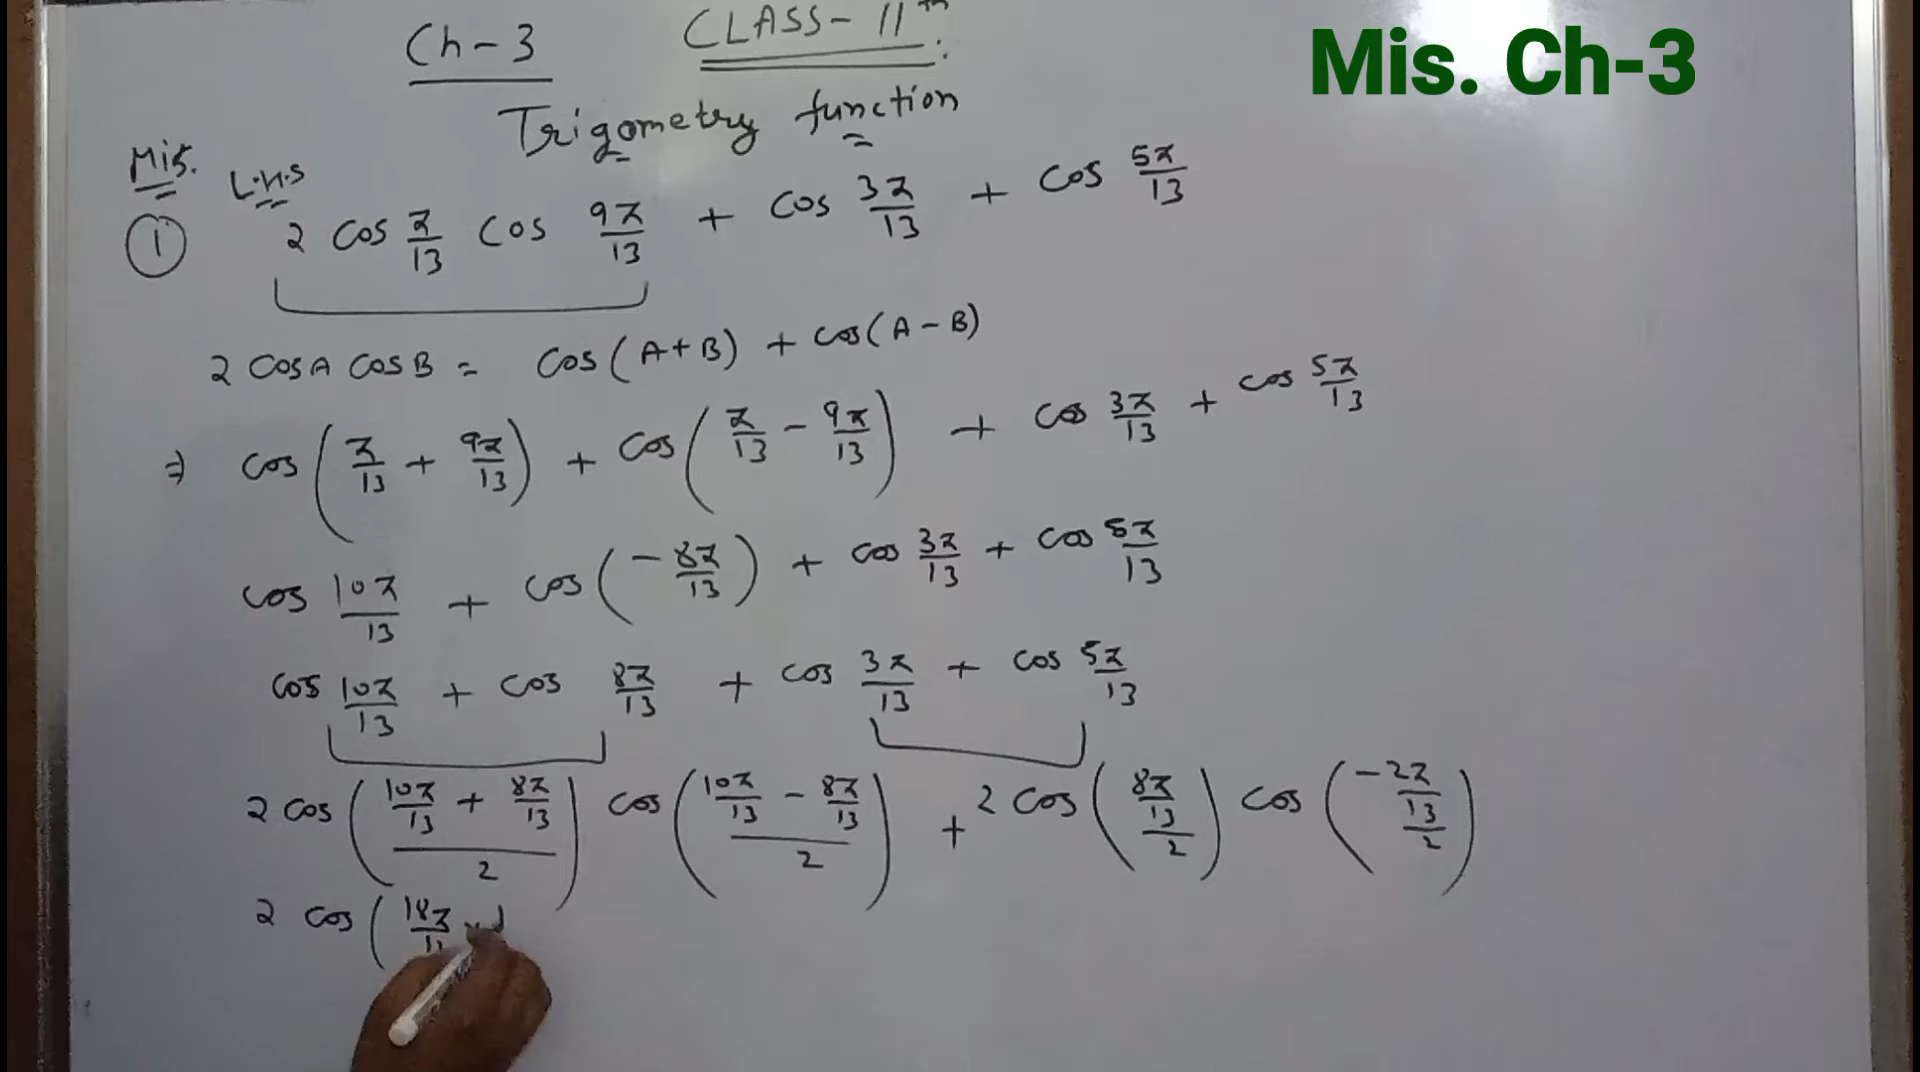 Mis. Ch-3
Ch-3 CLASS-11th.
Trigometry function
Mis. L.H.S
① 2 cos π/13 cos 9π/13 + cos 3π/13 + cos 5π/13
2 cosA cosB = cos(A+B) + cos(A-B)
⇒ cos(π/13 + 9π/13) + cos(π/13 - 9π/13) + cos 3π/13 + cos 5π/13
cos 10π/13 + cos(-8π/13) + cos 3π/13 + cos 5π/13
cos 10π/13 + cos 8π/13 + cos 3π/13 + cos 5π/13
2 cos((10π/13 + 8π/13)/2) cos((10π/13 - 8π/13)/2) + 2 cos((8π/13)/2) cos((-2π/13)/2)
2 cos(18π